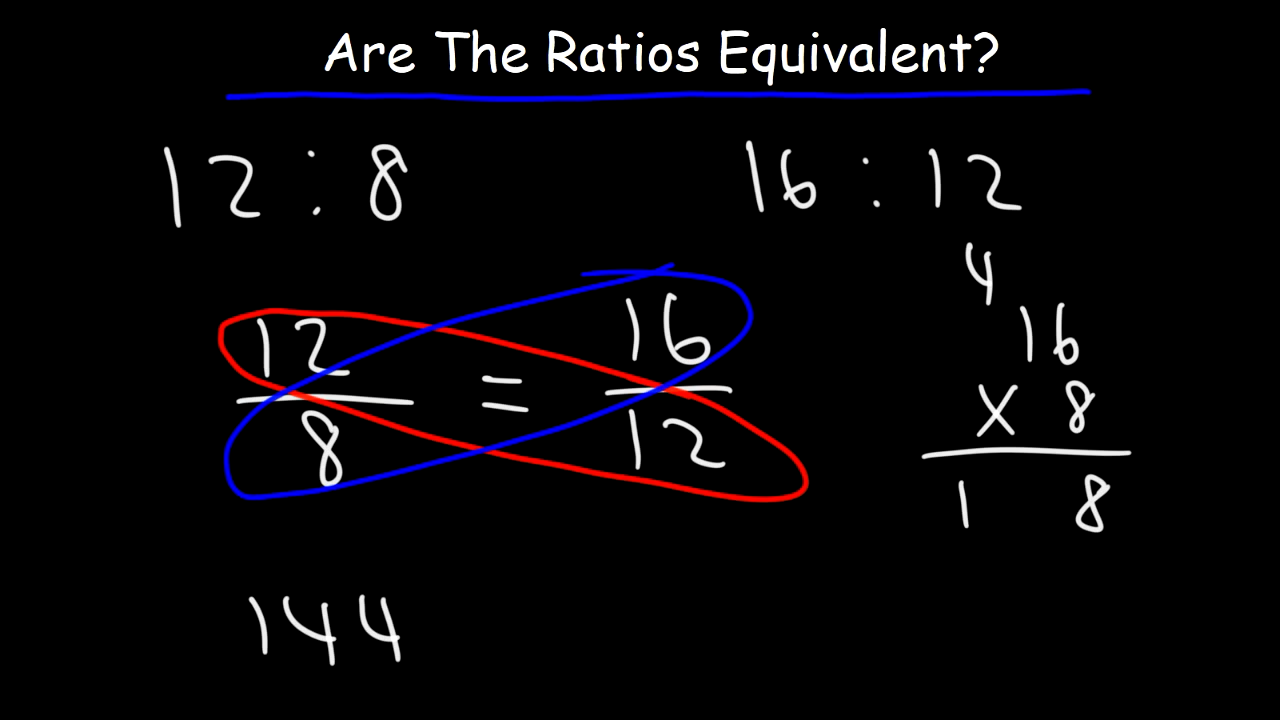 Are The Ratios Equivalent?
12 : 8
16 : 12
12
8
=
16
12
4
16
X 8
1 8
144